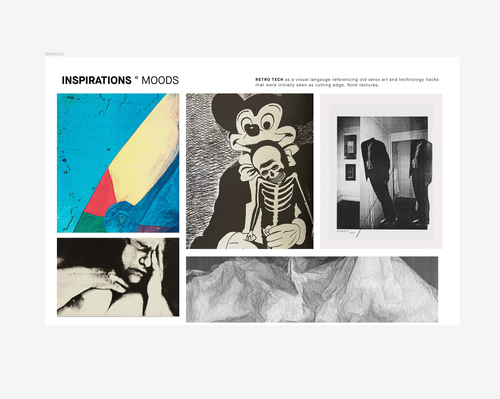 GRAPHICS
INSPIRATIONS ° MOODS
RETRO TECH as a visual langauge referencing old xerox art and technology hacks
that were initially seen as cutting edge. Note textures.